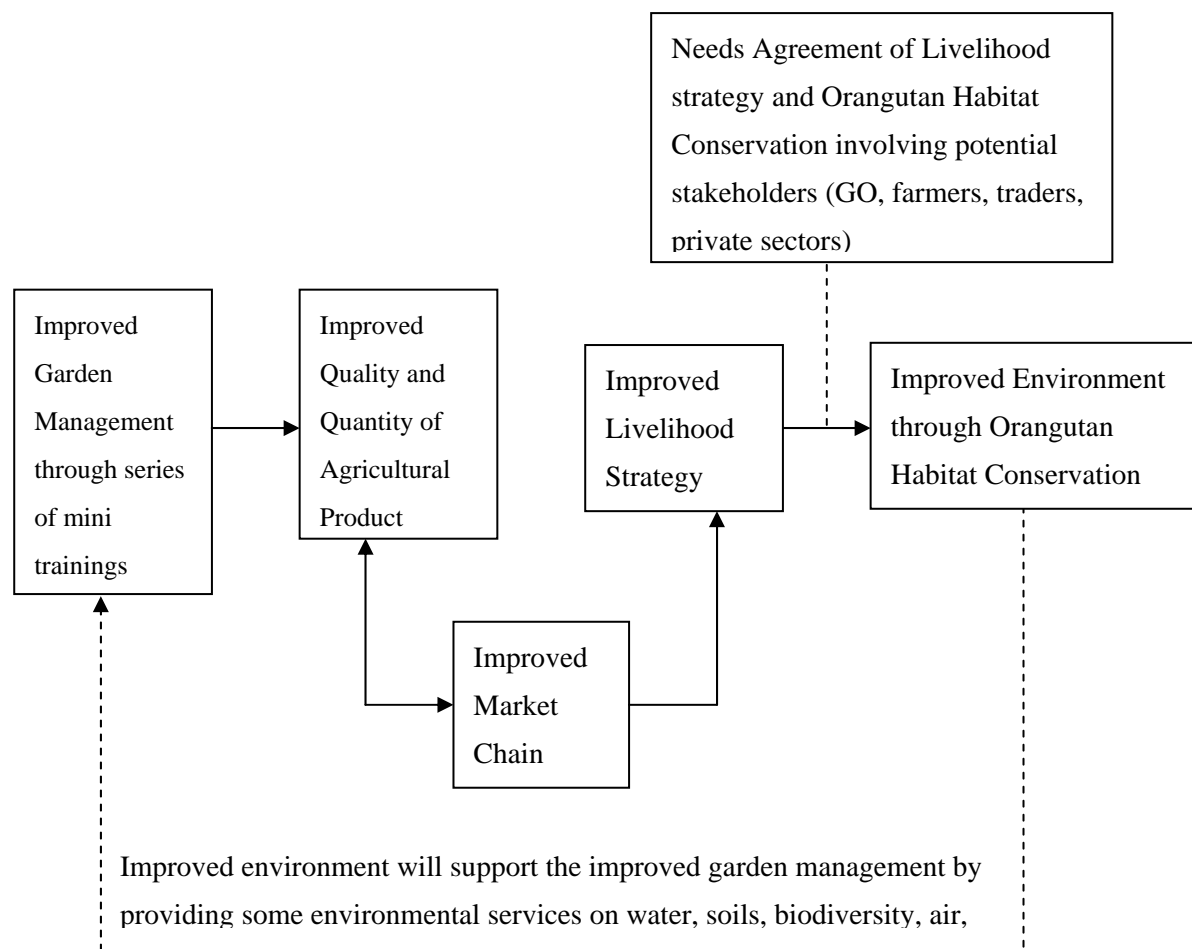 Needs Agreement of Livelihood
strategy and Orangutan Habitat
Conservation involving potential
stakeholders (GO, farmers, traders,
private sectors)
Improved
Garden
Management
through series
of mini
trainings
Improved
Quality and
Quantity of
Agricultural
Product
Improved
Livelihood
Strategy
Improved Environment
through Orangutan
Habitat Conservation
Improved
Market
Chain
Improved environment will support the improved garden management by
providing some environmental services on water, soils, biodiversity, air,